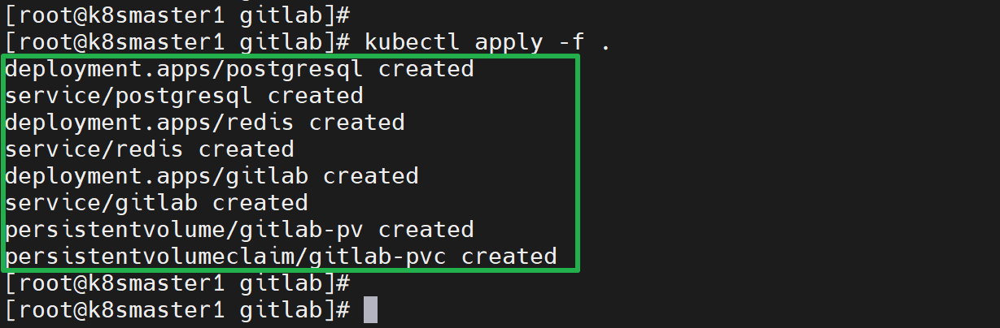 [root@k8smaster1 gitlab]#
[root@k8smaster1 gitlab]# kubectl apply -f .
deployment.apps/postgresql created
service/postgresql created
deployment.apps/redis created
service/redis created
deployment.apps/gitlab created
service/gitlab created
persistentvolume/gitlab-pv created
persistentvolumeclaim/gitlab-pvc created
[root@k8smaster1 gitlab]#
[root@k8smaster1 gitlab]#